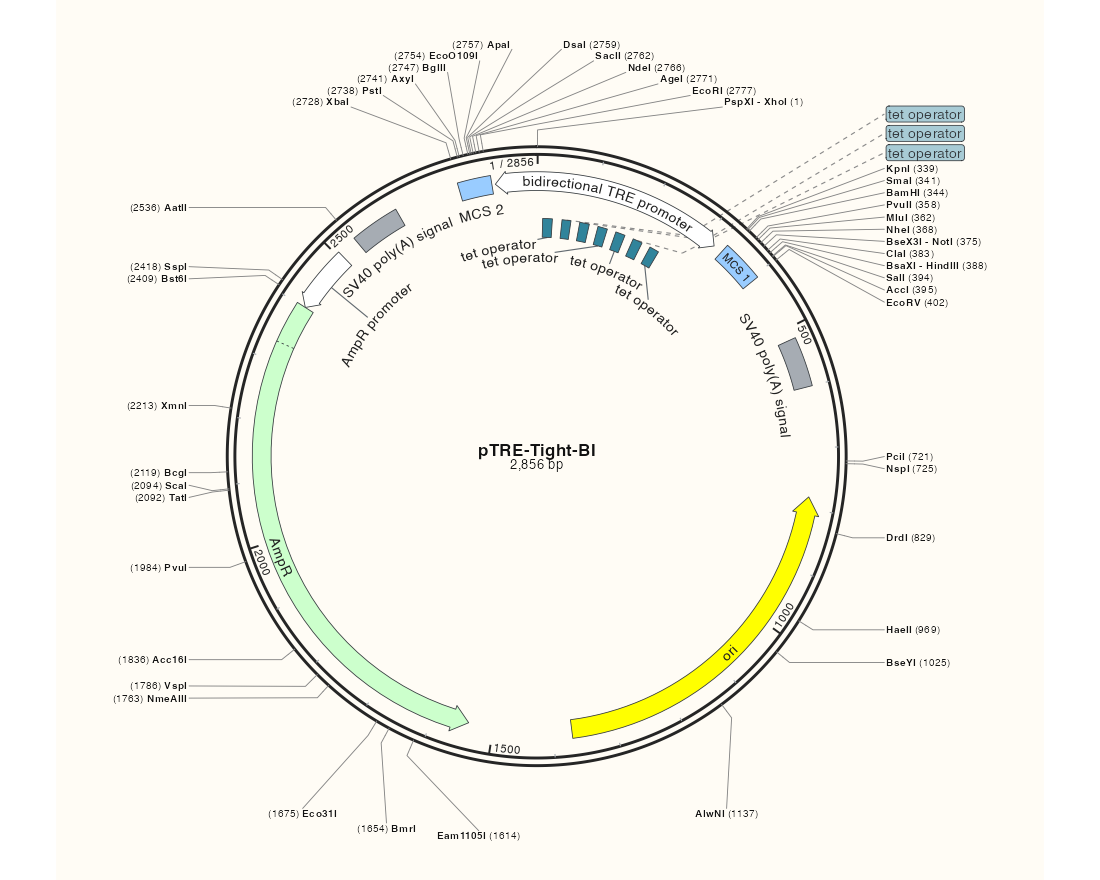 (2757) ApaI
(2754) EcoO109I
(2747) BglII
(2741) AxyI
(2738) PstI
(2728) XbaI
DsaI (2759)
SacII (2762)
NdeI (2766)
AgeI (2771)
EcoRI (2777)
PspXI - XhoI (1)
tet operator
tet operator
tet operator
KpnI (339)
SmaI (341)
BamHI (344)
PvuII (358)
MluI (362)
NheI (368)
BseX3I - NotI (375)
ClaI (383)
BsaXI - HindIII (388)
SalI (394)
AccI (395)
EcoRV (402)
PciI (721)
NspI (725)
DrdI (829)
HaeII (969)
BseYI (1025)
AlwNI (1137)
Eam1105I (1614)
(1654) BmrI
(1675) Eco31I
(1763) NmeAIII
(1786) VspI
(1836) Acc16I
(1984) PvuI
(2092) TatI
(2094) ScaI
(2119) BcgI
(2213) XmnI
(2409) Bst6I
(2418) SspI
(2536) AatII
1 / 2856
500
1000
1500
2000
2500
bidirectional TRE promoter
MCS 2
MCS 1
tet operator
tet operator
tet operator
tet operator
SV40 poly(A) signal
SV40 poly(A) signal
AmpR promoter
AmpR
ori
pTRE-Tight-BI
2,856 bp